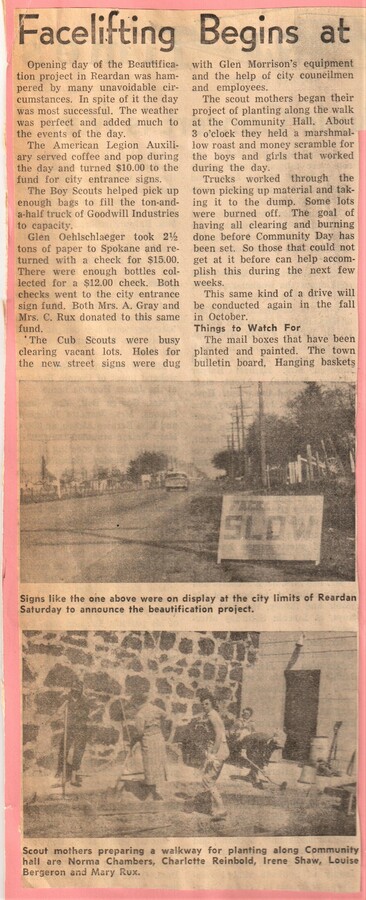 Facelifting Begins at
Opening day of the Beautifica-
tion project in Reardan was ham-
pered by many unavoidable cir-
cumstances. In spite of it the day
was most successful. The weather
was perfect and added much to
the events of the day.
The American Legion Auxili-
ary served coffee and pop during
the day and turned $10.00 to the
fund for city entrance signs.
The Boy Scouts helped pick up
enough bags to fill the ton-and-
a-half truck of Goodwill Industries
to capacity.
Glen Oehlschlaeger took 2½
tons of paper to Spokane and re-
turned with a check for $15.00.
There were enough bottles col-
lected for a $12.00 check. Both
checks went to the city entrance
sign fund. Both Mrs. A. Gray and
Mrs. C. Rux donated to this same
fund.
The Cub Scouts were busy
clearing vacant lots. Holes for
the new street signs were dug
with Glen Morrison's equipment
and the help of city councilmen
and employees.
The scout mothers began their
project of planting along the walk
at the Community Hall. About
3 o'clock they held a marshmal-
low roast and money scramble for
the boys and girls that worked
during the day.
Trucks worked through the
town picking up material and tak-
ing it to the dump. Some lots
were burned off. The goal of
having all clearing and burning
done before Community Day has
been set. So those that could not
get at it before can help accom-
plish this during the next few
weeks.
This same kind of a drive will
be conducted again in the fall
in October.
Things to Watch For
The mail boxes that have been
planted and painted. The town
bulletin board, Hanging baskets
SLOW
Signs like the one above were on display at the city limits of Reardan
Saturday to announce the beautification project.
Scout mothers preparing a walkway for planting along Community
hall are Norma Chambers, Charlotte Reinbold, Irene Shaw, Louise
Bergeron and Mary Rux.